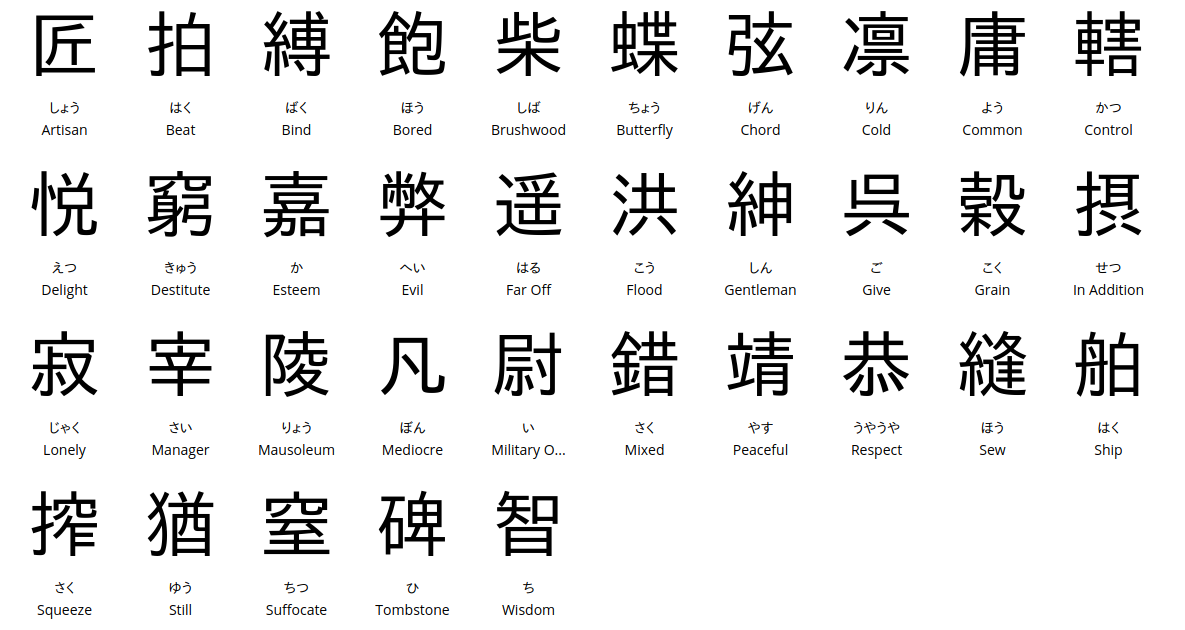 匠 拍 縛 飽 柴 蝶 弦 凛 庸 轄
しょう はく ばく ほう しば ちょう げん りん よう かつ
Artisan Beat Bind Bored Brushwood Butterfly Chord Cold Common Control
悦 窮 嘉 弊 遥 洪 紳 呉 穀 摂
えつ きゅう か へい はる こう しん ご こく せつ
Delight Destitute Esteem Evil Far Off Flood Gentleman Give Grain In Addition
寂 宰 陵 凡 尉 錯 靖 恭 縫 舶
じゃく さい りょう ぼん い さく やす うやうや ほう はく
Lonely Manager Mausoleum Mediocre Military O... Mixed Peaceful Respect Sew Ship
搾 猶 窒 碑 智
さく ゆう ちつ ひ ち
Squeeze Still Suffocate Tombstone Wisdom